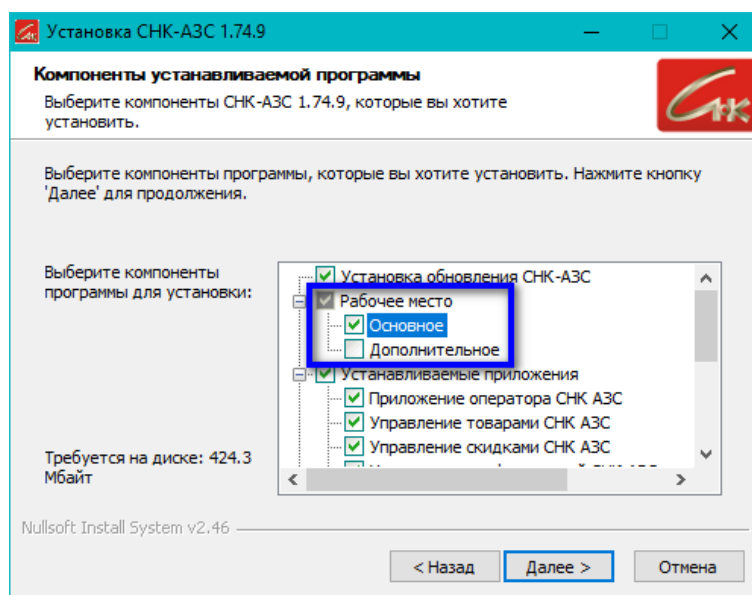 Установка СНК-АЗС 1.74.9
Компоненты устанавливаемой программы
Выберите компоненты СНК-АЗС 1.74.9, которые вы хотите
установить.
СНК
Выберите компоненты программы, которые вы хотите установить. Нажмите кнопку
'Далее' для продолжения.
Выберите компоненты
программы для установки:
Установка обновления СНК-АЗС
Рабочее место
Основное
Дополнительное
Устанавливаемые приложения
Приложение оператора СНК АЗС
Управление товарами СНК АЗС
Управление скидками СНК АЗС
Требуется на диске: 424.3
Мбайт
Nullsoft Install System v2.46
< Назад
Далее >
Отмена